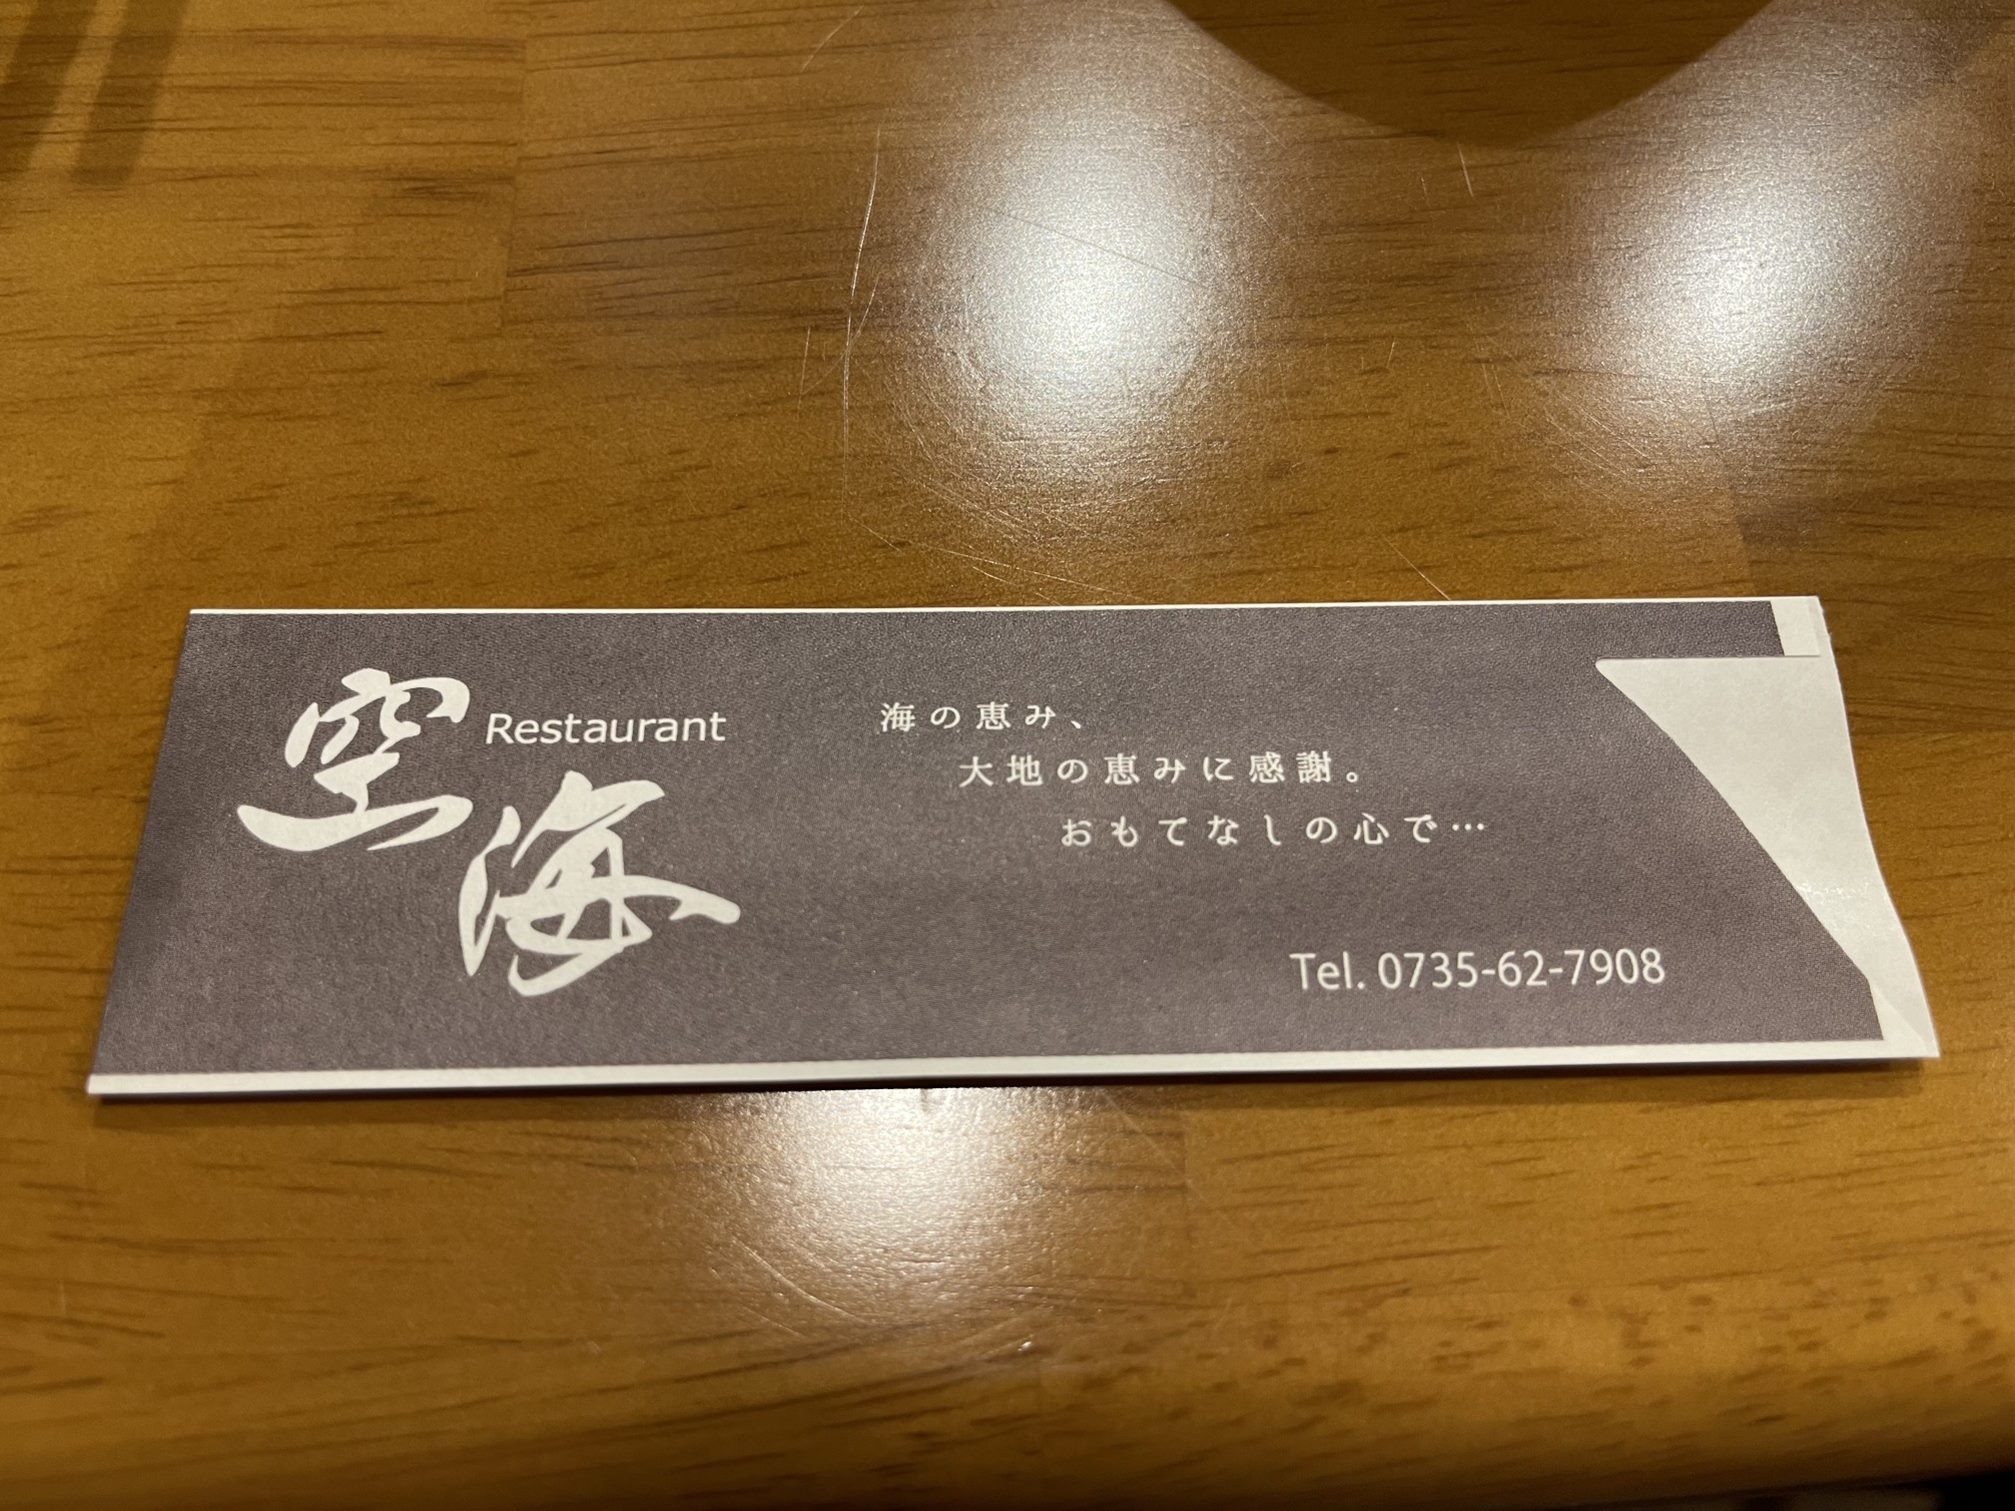 空海
Restaurant
海の恵み、
大地の恵みに感謝。
おもてなしの心で…
Tel. 0735-62-7908